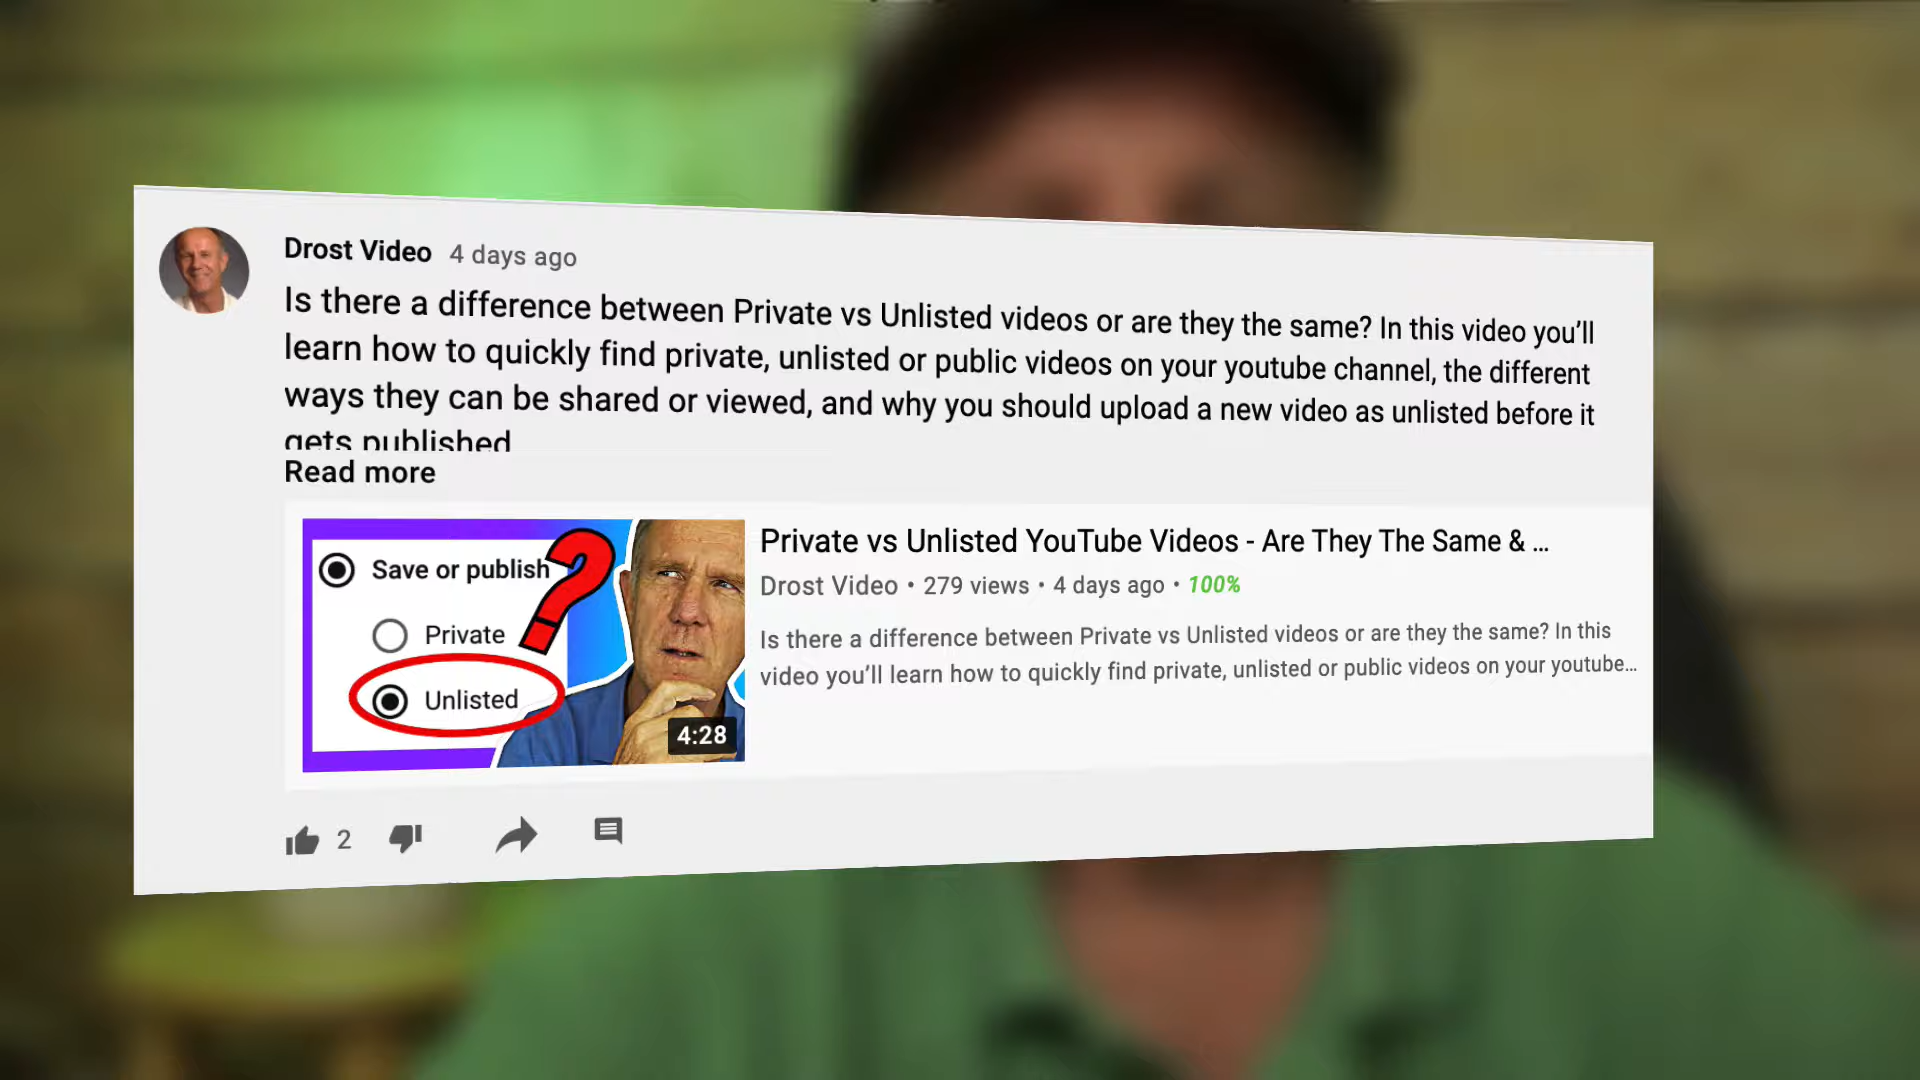 Drost Video 4 days ago
Is there a difference between Private vs Unlisted videos or are they the same? In this video you'll
learn how to quickly find private, unlisted or public videos on your youtube channel, the different
ways they can be shared or viewed, and why you should upload a new video as unlisted before it
gets published
Read more
Save or publish
Private
Unlisted
4:28
Private vs Unlisted YouTube Videos - Are They The Same & ...
Drost Video • 279 views • 4 days ago • 100%
Is there a difference between Private vs Unlisted videos or are they the same? In this
video you'll learn how to quickly find private, unlisted or public videos on your youtube...
2